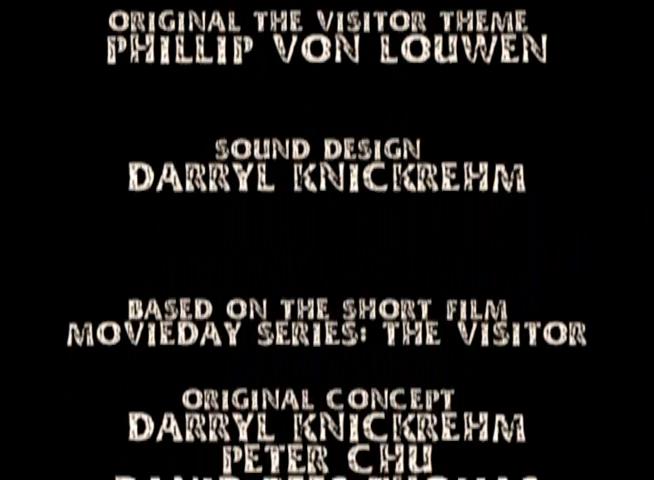 ORIGINAL THE VISITOR THEME
PHILLIP VON LOUWEN
SOUND DESIGN
DARRYL KNICKREHM
BASED ON THE SHORT FILM
MOVIEDAY SERIES: THE VISITOR
ORIGINAL CONCEPT
DARRYL KNICKREHM
PETER CHU